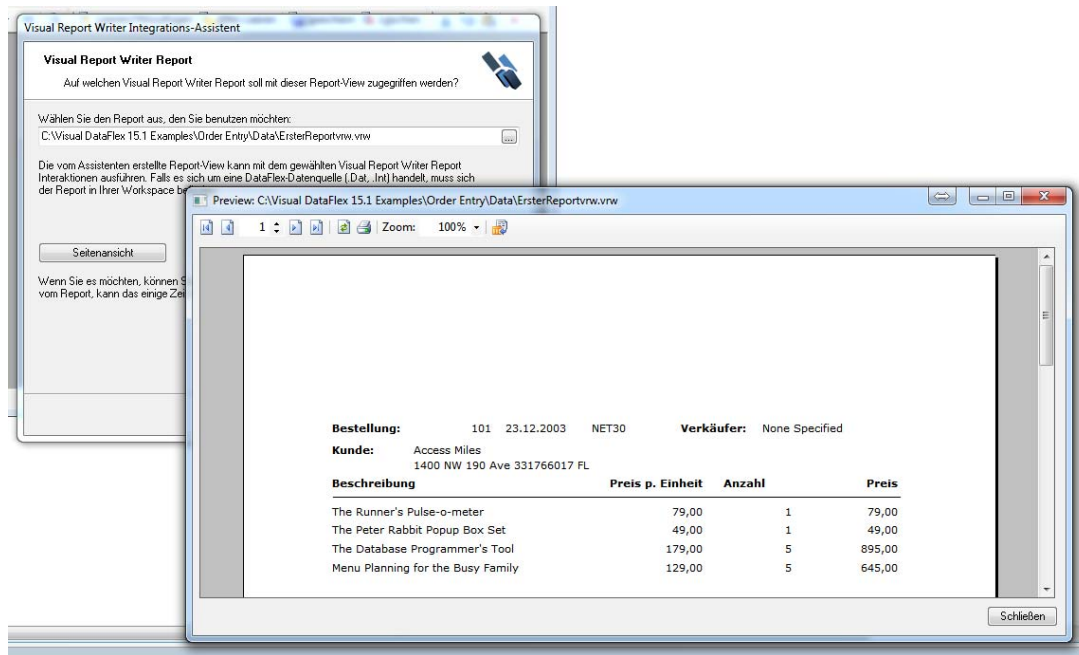 Visual Report Writer Integrations-Assistent
Visual Report Writer Report
Auf welchen Visual Report Writer Report soll mit dieser Report-View zugegriffen werden?
Wählen Sie den Report aus, den Sie benutzen möchten:
C:\Visual DataFlex 15.1 Examples\Order Entry\Data\ErsterReportvrw.vrw
...
Die vom Assistenten erstellte Report-View kann mit dem gewählten Visual Report Writer Report
Interaktionen ausführen. Falls es sich um eine DataFlex-Datenquelle (.Dat, .Int) handelt, muss sich
der Report in Ihrer Workspace
Seitenansicht
Wenn Sie es möchten, können
vom Report, kann das einige
Preview: C:\Visual DataFlex 15.1 Examples\Order Entry\Data\ErsterReportvrw.vrw
1 Zoom: 100%
Bestellung: 101 23.12.2003 NET30 Verkäufer: None Specified
Kunde: Access Miles
1400 NW 190 Ave 331766017 FL
Beschreibung Preis p. Einheit Anzahl Preis
The Runner's Pulse-o-meter 79,00 1 79,00
The Peter Rabbit Popup Box Set 49,00 1 49,00
The Database Programmer's Tool 179,00 5 895,00
Menu Planning for the Busy Family 129,00 5 645,00
Schließen